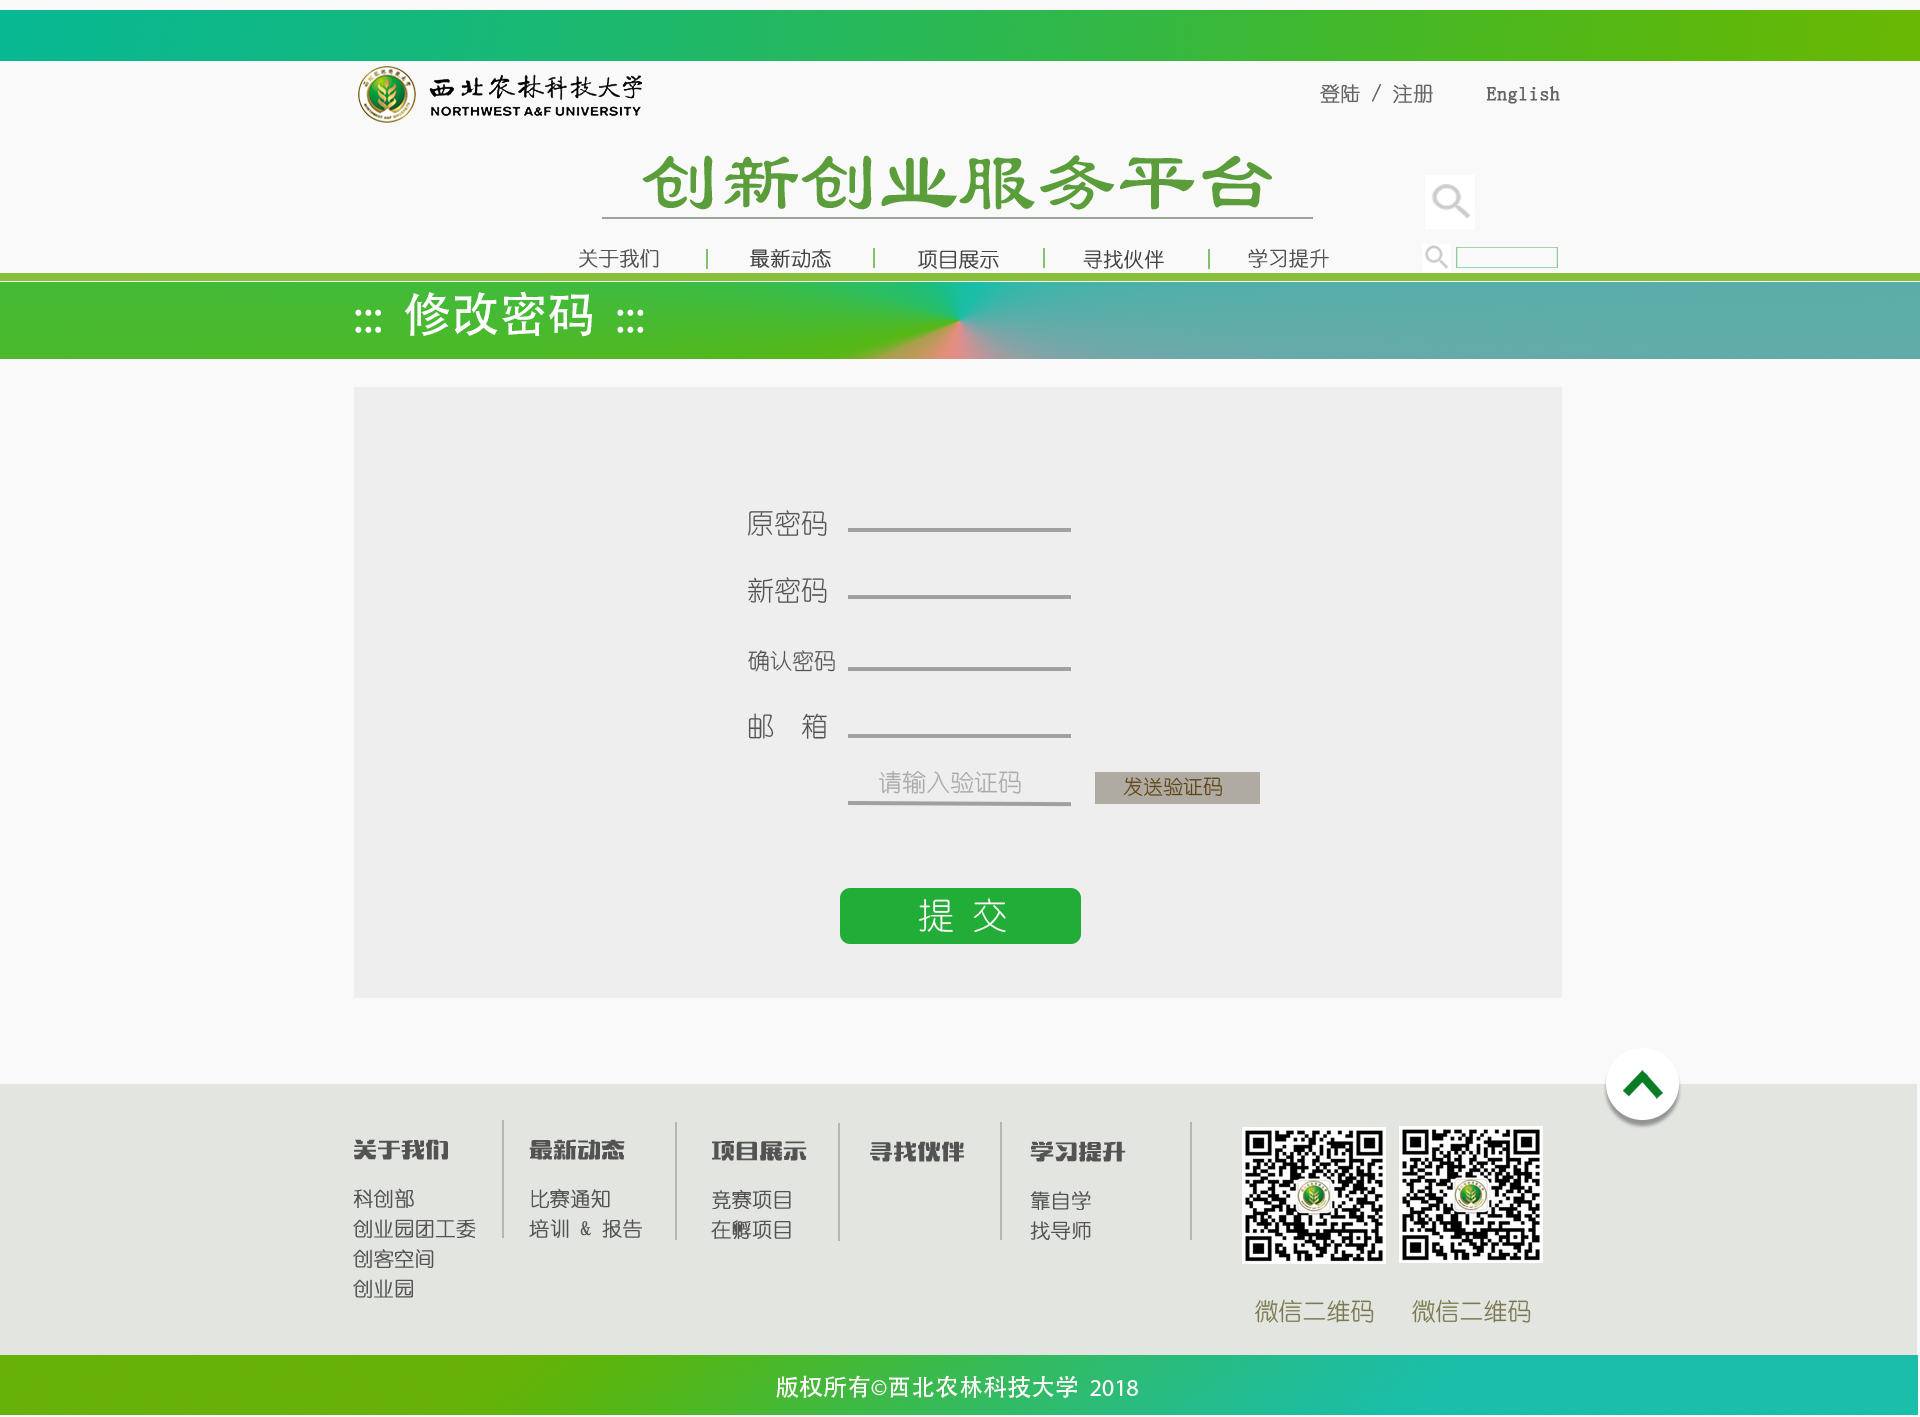 西北农林科技大学
NORTHWEST A&F UNIVERSITY
登陆 / 注册 English
创新创业服务平台
关于我们 最新动态 项目展示 寻找伙伴 学习提升
::: 修改密码 :::
原密码
新密码
确认密码
邮 箱
请输入验证码 发送验证码
提 交
关于我们
科创部
创业园团工委
创客空间
创业园
最新动态
比赛通知
培训 & 报告
项目展示
竞赛项目
在孵项目
寻找伙伴
学习提升
靠自学
找导师
微信二维码 微信二维码
版权所有©西北农林科技大学 2018